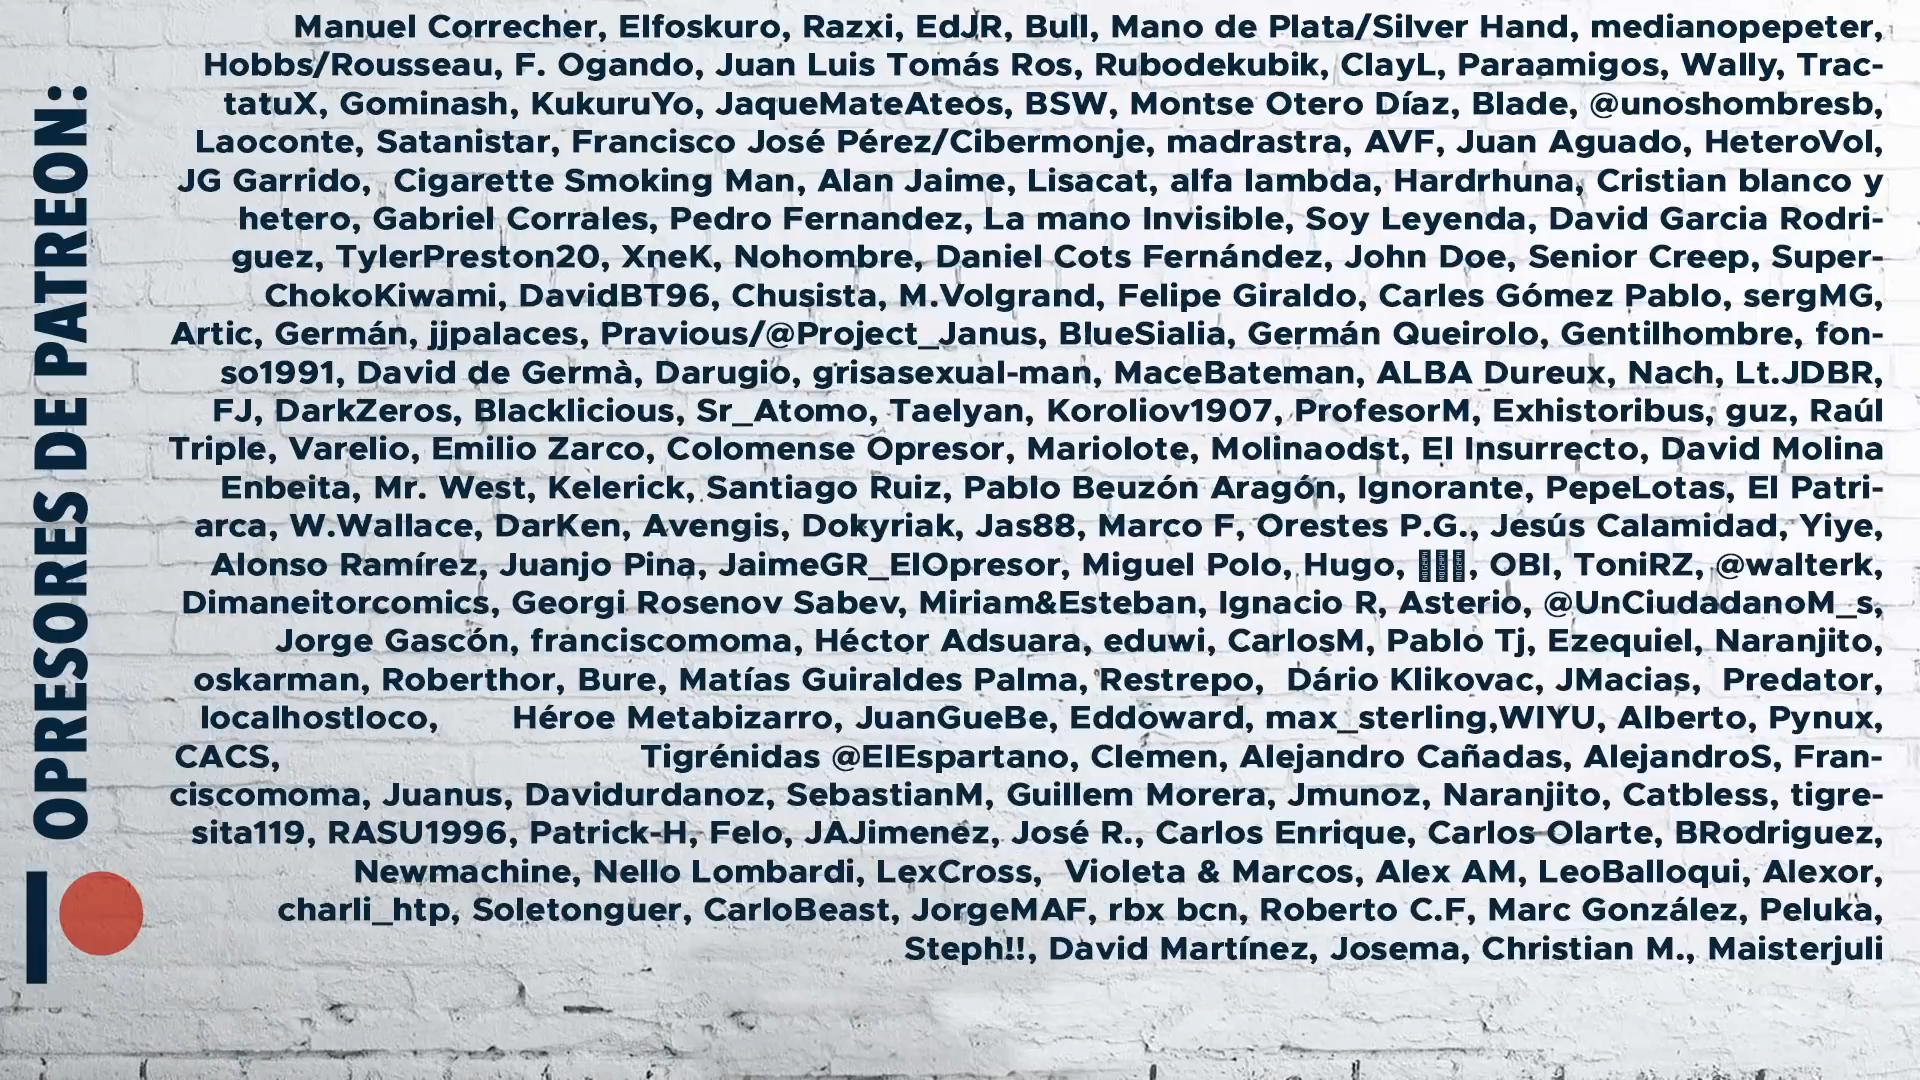 OPRESORES DE PATREON:
Manuel Correcher, Elfoskuro, Razxi, EdJR, Bull, Mano de Plata/Silver Hand, medianopepeter,
Hobbs/Rousseau, F. Ogando, Juan Luis Tomás Ros, Rubodekubik, ClayL, Paraamigos, Wally, Trac-
tatuX, Gominash, KukuruYo, JaqueMateAteos, BSW, Montse Otero Díaz, Blade, @unoshombresb,
Laoconte, Satanistar, Francisco José Pérez/Cibermonje, madrastra, AVF, Juan Aguado, HeteroVol,
JG Garrido, Cigarette Smoking Man, Alan Jaime, Lisacat, alfa lambda, Hardrhuna, Cristian blanco y
hetero, Gabriel Corrales, Pedro Fernandez, La mano Invisible, Soy Leyenda, David Garcia Rodri-
guez, TylerPreston20, XneK, Nohombre, Daniel Cots Fernández, John Doe, Senior Creep, Super-
ChokoKiwami, DavidBT96, Chusista, M.Volgrand, Felipe Giraldo, Carles Gómez Pablo, sergMG,
Artic, Germán, jjpalaces, Pravious/@Project_Janus, BlueSialia, Germán Queirolo, Gentilhombre, fon-
so1991, David de Germà, Darugio, grisasexual-man, MaceBateman, ALBA Dureux, Nach, Lt.JDBR,
FJ, DarkZeros, Blacklicious, Sr_Atomo, Taelyan, Koroliov1907, ProfesorM, Exhistoribus, guz, Raúl
Triple, Varelio, Emilio Zarco, Colomense Opresor, Mariolote, Molinaodst, El Insurrecto, David Molina
Enbeita, Mr. West, Kelerick, Santiago Ruiz, Pablo Beuzón Aragón, Ignorante, PepeLotas, El Patri-
arca, W.Wallace, DarKen, Avengis, Dokyriak, Jas88, Marco F, Orestes P.G., Jesús Calamidad, Yiye,
Alonso Ramírez, Juanjo Pina, JaimeGR_ElOpresor, Miguel Polo, Hugo, , OBI, ToniRZ, @walterk,
Dimaneitorcomics, Georgi Rosenov Sabev, Miriam&Esteban, Ignacio R, Asterio, @UnCiudadanoM_s,
Jorge Gascón, franciscomoma, Héctor Adsuara, eduwi, CarlosM, Pablo Tj, Ezequiel, Naranjito,
oskarman, Roberthor, Bure, Matías Guiraldes Palma, Restrepo, Dário Klikovac, JMacias, Predator,
localhostloco, Héroe Metabizarro, JuanGueBe, Eddoward, max_sterling,WIYU, Alberto, Pynux,
CACS, Tigrénidas @ElEspartano, Clemen, Alejandro Cañadas, AlejandroS, Fran-
ciscomoma, Juanus, Davidurdanoz, SebastianM, Guillem Morera, Jmunoz, Naranjito, Catbless, tigre-
sita119, RASU1996, Patrick-H, Felo, JAJimenez, José R., Carlos Enrique, Carlos Olarte, BRodriguez,
Newmachine, Nello Lombardi, LexCross, Violeta & Marcos, Alex AM, LeoBalloqui, Alexor,
charli_htp, Soletonguer, CarloBeast, JorgeMAF, rbx bcn, Roberto C.F, Marc González, Peluka,
Steph!!, David Martínez, Josema, Christian M., Maisterjuli